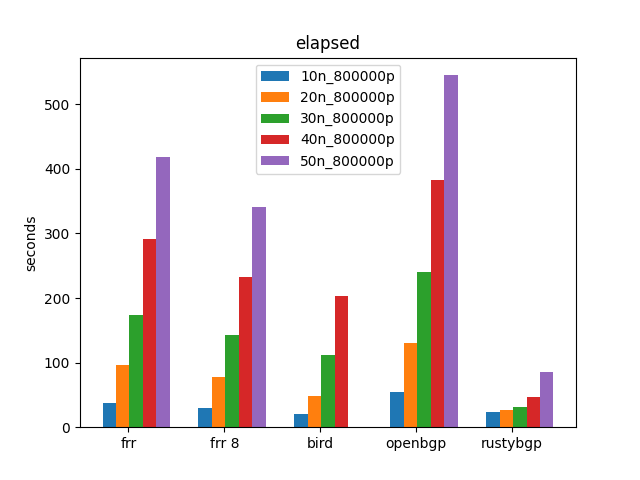 elapsed
10n_800000p
20n_800000p
30n_800000p
40n_800000p
50n_800000p
seconds
500
400
300
200
100
0
frr
frr 8
bird
openbgp
rustybgp